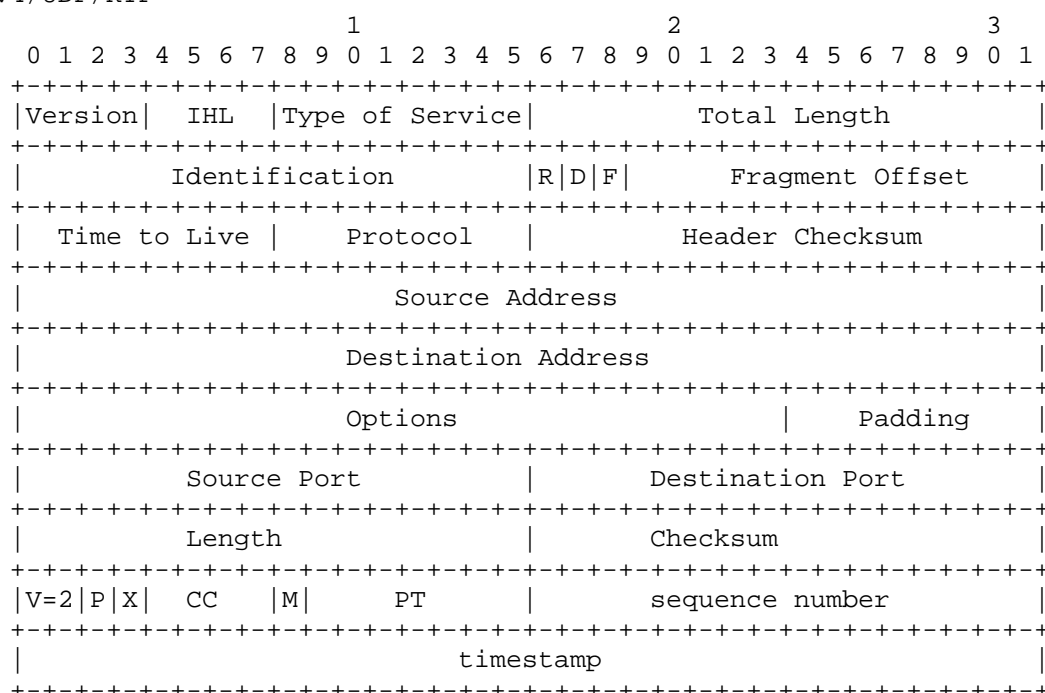 1                   2                   3
 0 1 2 3 4 5 6 7 8 9 0 1 2 3 4 5 6 7 8 9 0 1 2 3 4 5 6 7 8 9 0 1
+-+-+-+-+-+-+-+-+-+-+-+-+-+-+-+-+-+-+-+-+-+-+-+-+-+-+-+-+-+-+-+-+
|Version|  IHL  |Type of Service|          Total Length         |
+-+-+-+-+-+-+-+-+-+-+-+-+-+-+-+-+-+-+-+-+-+-+-+-+-+-+-+-+-+-+-+-+
|         Identification        |R|D|F|      Fragment Offset    |
+-+-+-+-+-+-+-+-+-+-+-+-+-+-+-+-+-+-+-+-+-+-+-+-+-+-+-+-+-+-+-+-+
|  Time to Live |    Protocol   |         Header Checksum       |
+-+-+-+-+-+-+-+-+-+-+-+-+-+-+-+-+-+-+-+-+-+-+-+-+-+-+-+-+-+-+-+-+
|                       Source Address                          |
+-+-+-+-+-+-+-+-+-+-+-+-+-+-+-+-+-+-+-+-+-+-+-+-+-+-+-+-+-+-+-+-+
|                    Destination Address                        |
+-+-+-+-+-+-+-+-+-+-+-+-+-+-+-+-+-+-+-+-+-+-+-+-+-+-+-+-+-+-+-+-+
|                    Options                    |    Padding    |
+-+-+-+-+-+-+-+-+-+-+-+-+-+-+-+-+-+-+-+-+-+-+-+-+-+-+-+-+-+-+-+-+
|          Source Port          |       Destination Port        |
+-+-+-+-+-+-+-+-+-+-+-+-+-+-+-+-+-+-+-+-+-+-+-+-+-+-+-+-+-+-+-+-+
|          Length               |       Checksum                |
+-+-+-+-+-+-+-+-+-+-+-+-+-+-+-+-+-+-+-+-+-+-+-+-+-+-+-+-+-+-+-+-+
|V=2|P|X|  CC   |M|     PT      |       sequence number         |
+-+-+-+-+-+-+-+-+-+-+-+-+-+-+-+-+-+-+-+-+-+-+-+-+-+-+-+-+-+-+-+-+
|                           timestamp                           |
+-+-+-+-+-+-+-+-+-+-+-+-+-+-+-+-+-+-+-+-+-+-+-+-+-+-+-+-+-+-+-+-+